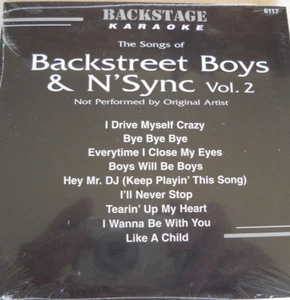 BACKSTAGE
KARAOKE
6117
The Songs of
Backstreet Boys
& N'Sync Vol. 2
Not Performed by Original Artist
I Drive Myself Crazy
Bye Bye Bye
Everytime I Close My Eyes
Boys Will Be Boys
Hey Mr. DJ (Keep Playin' This Song)
I'll Never Stop
Tearin' Up My Heart
I Wanna Be With You
Like A Child